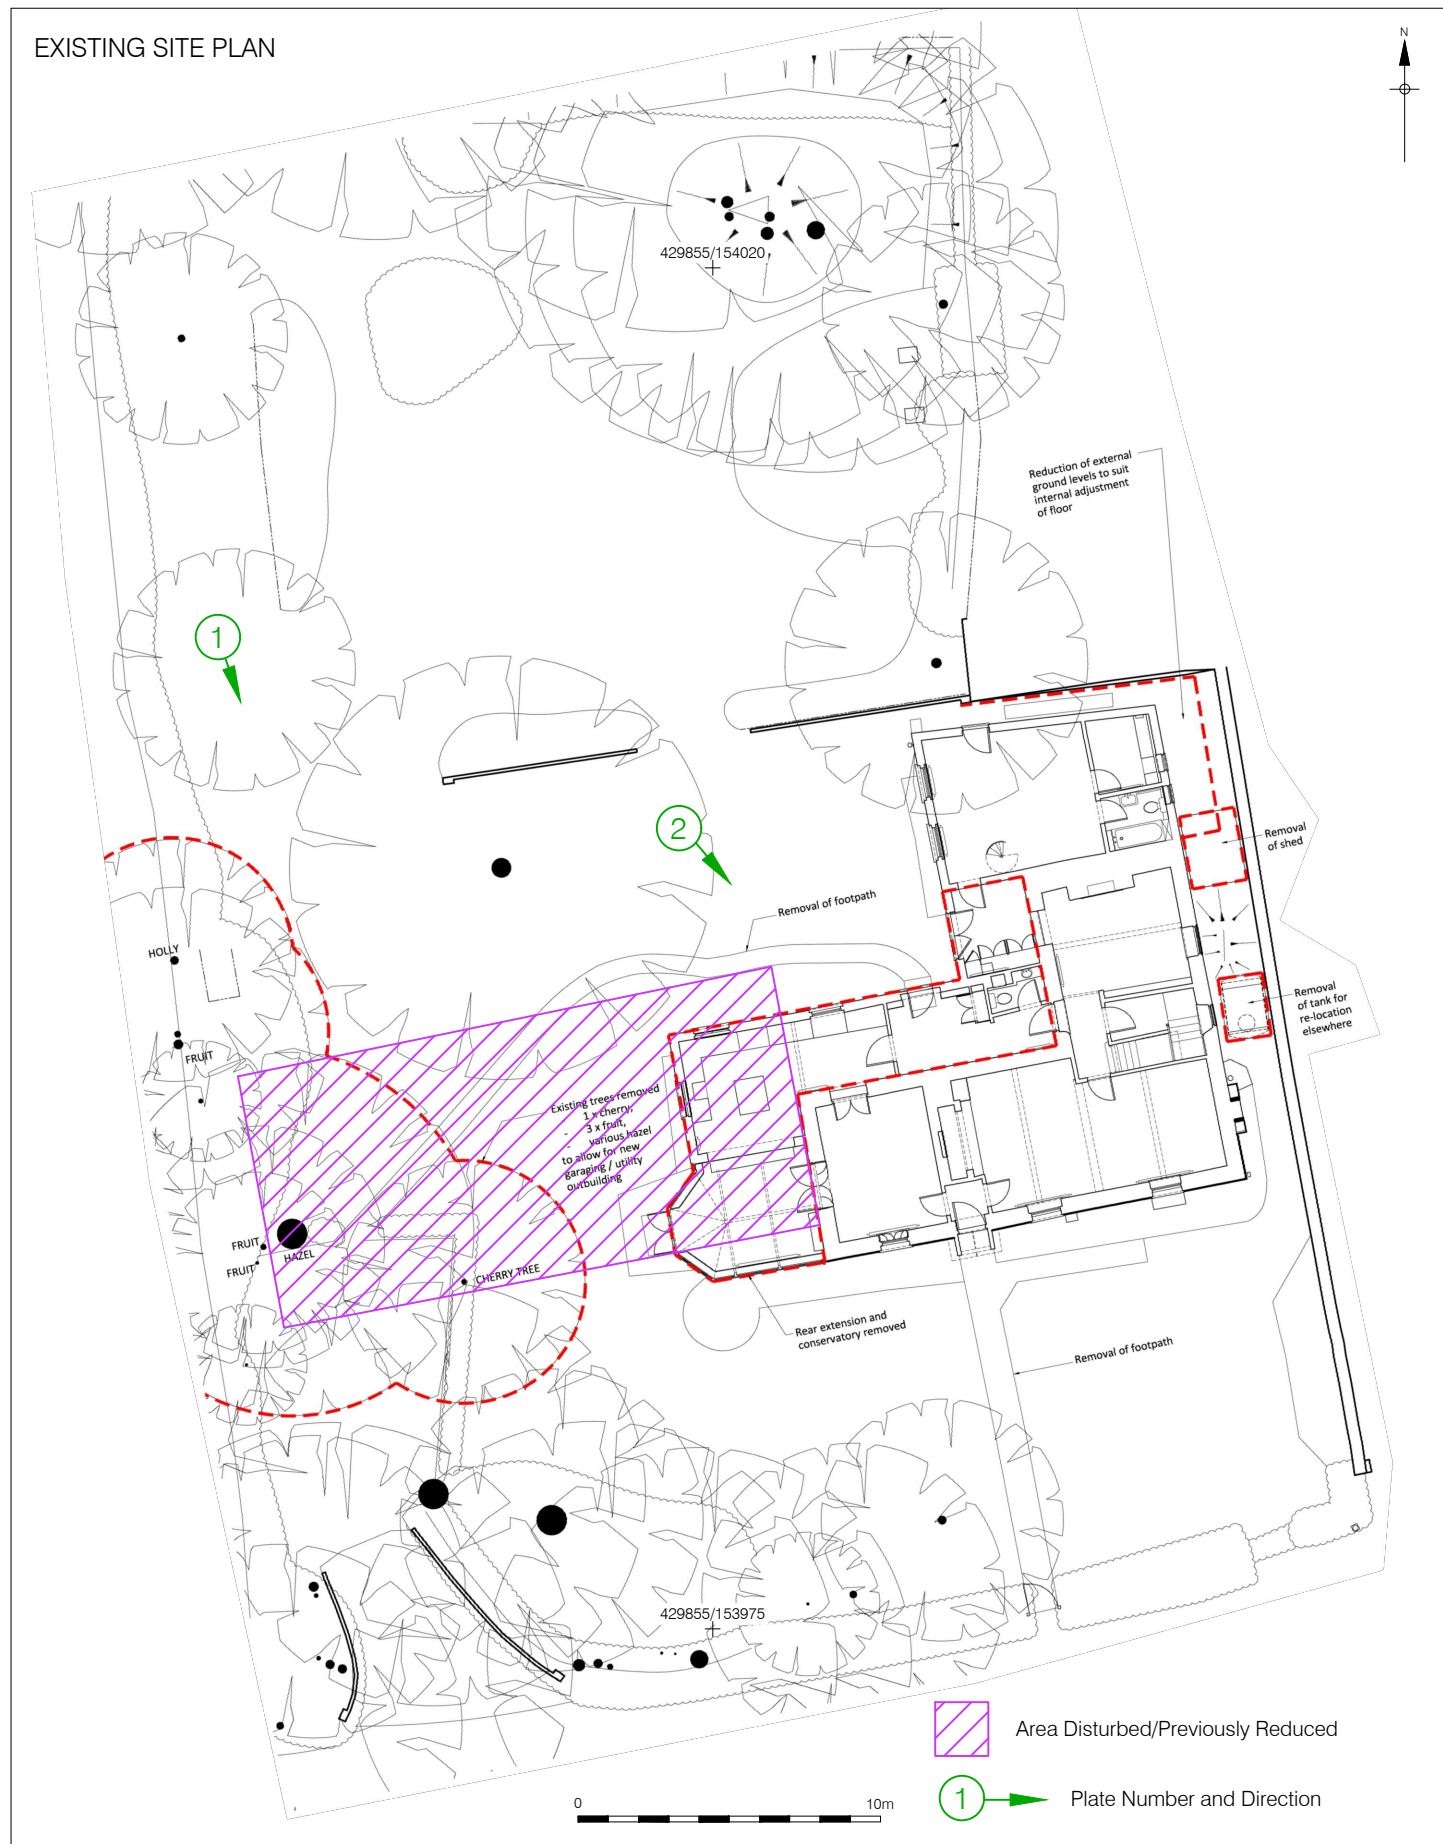 EXISTING SITE PLAN
N
429855/154020
Reduction of external
ground levels to suit
internal adjustment
of floor
1
2
Removal
of shed
Removal of footpath
HOLLY
Removal
of tank for
re-location
elsewhere
FRUIT
Existing trees removed
- 1 x cherry,
- 3 x fruit,
- various hazel
to allow for new
garaging / utility
outbuilding
FRUIT
HAZEL
FRUIT
CHERRY TREE
Rear extension and
conservatory removed
Removal of footpath
429855/153975
Area Disturbed/Previously Reduced
0 10m
1 Plate Number and Direction